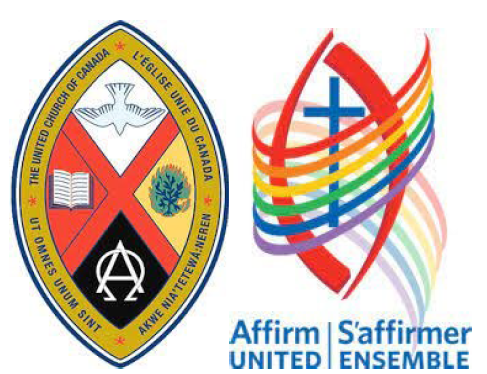 THE UNITED CHURCH OF CANADA
L'ÉGLISE UNIE DU CANADA
UT OMNES UNUM SINT
AKWE NIA'TETEWÁ:NEREN
ΑΩ
Affirm | S'affirmer
UNITED | ENSEMBLE